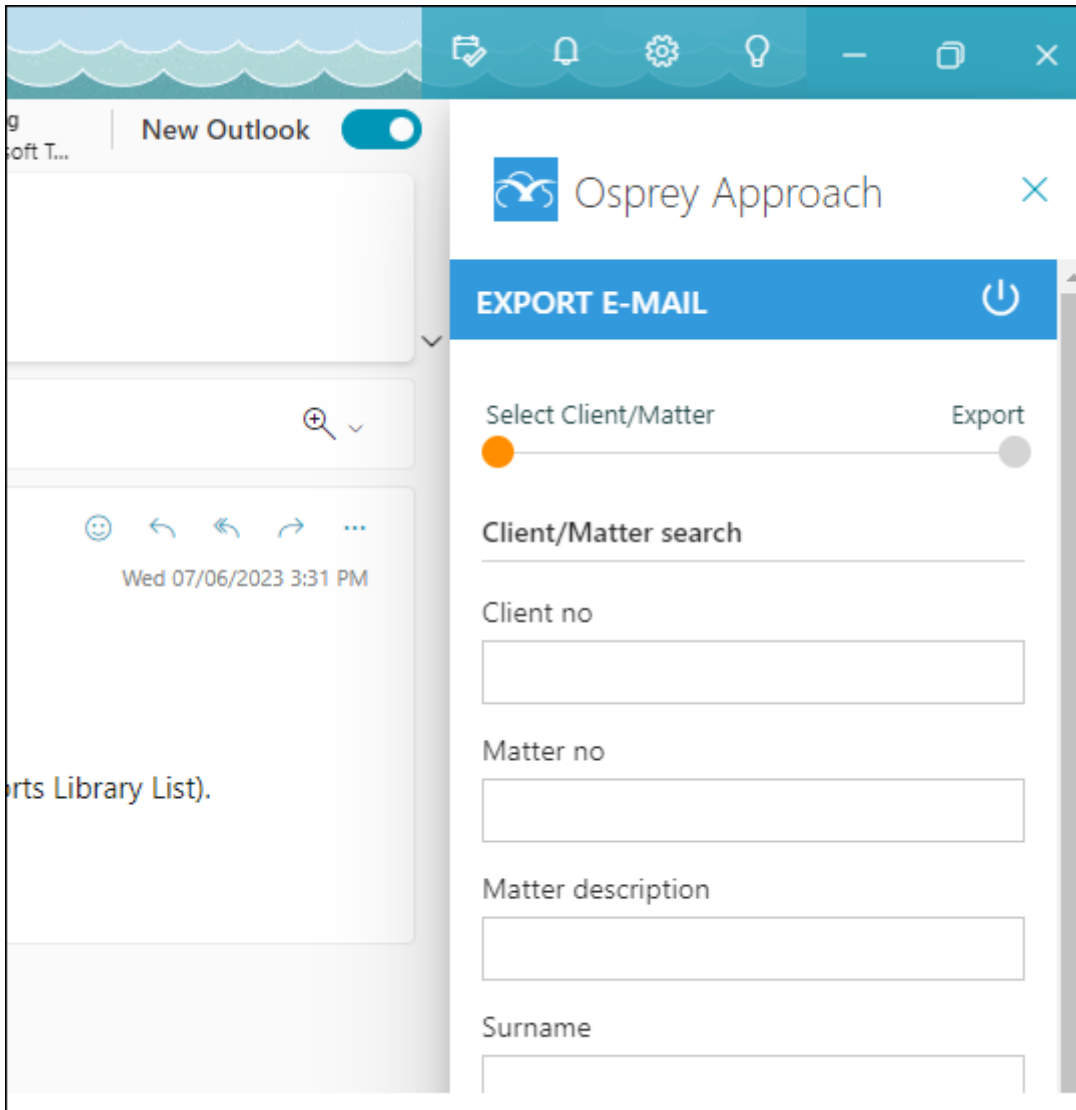 g
soft T...
New Outlook
Osprey Approach
EXPORT E-MAIL
Select Client/Matter
Export
Client/Matter search
Wed 07/06/2023 3:31 PM
Client no
Matter no
rts Library List).
Matter description
Surname